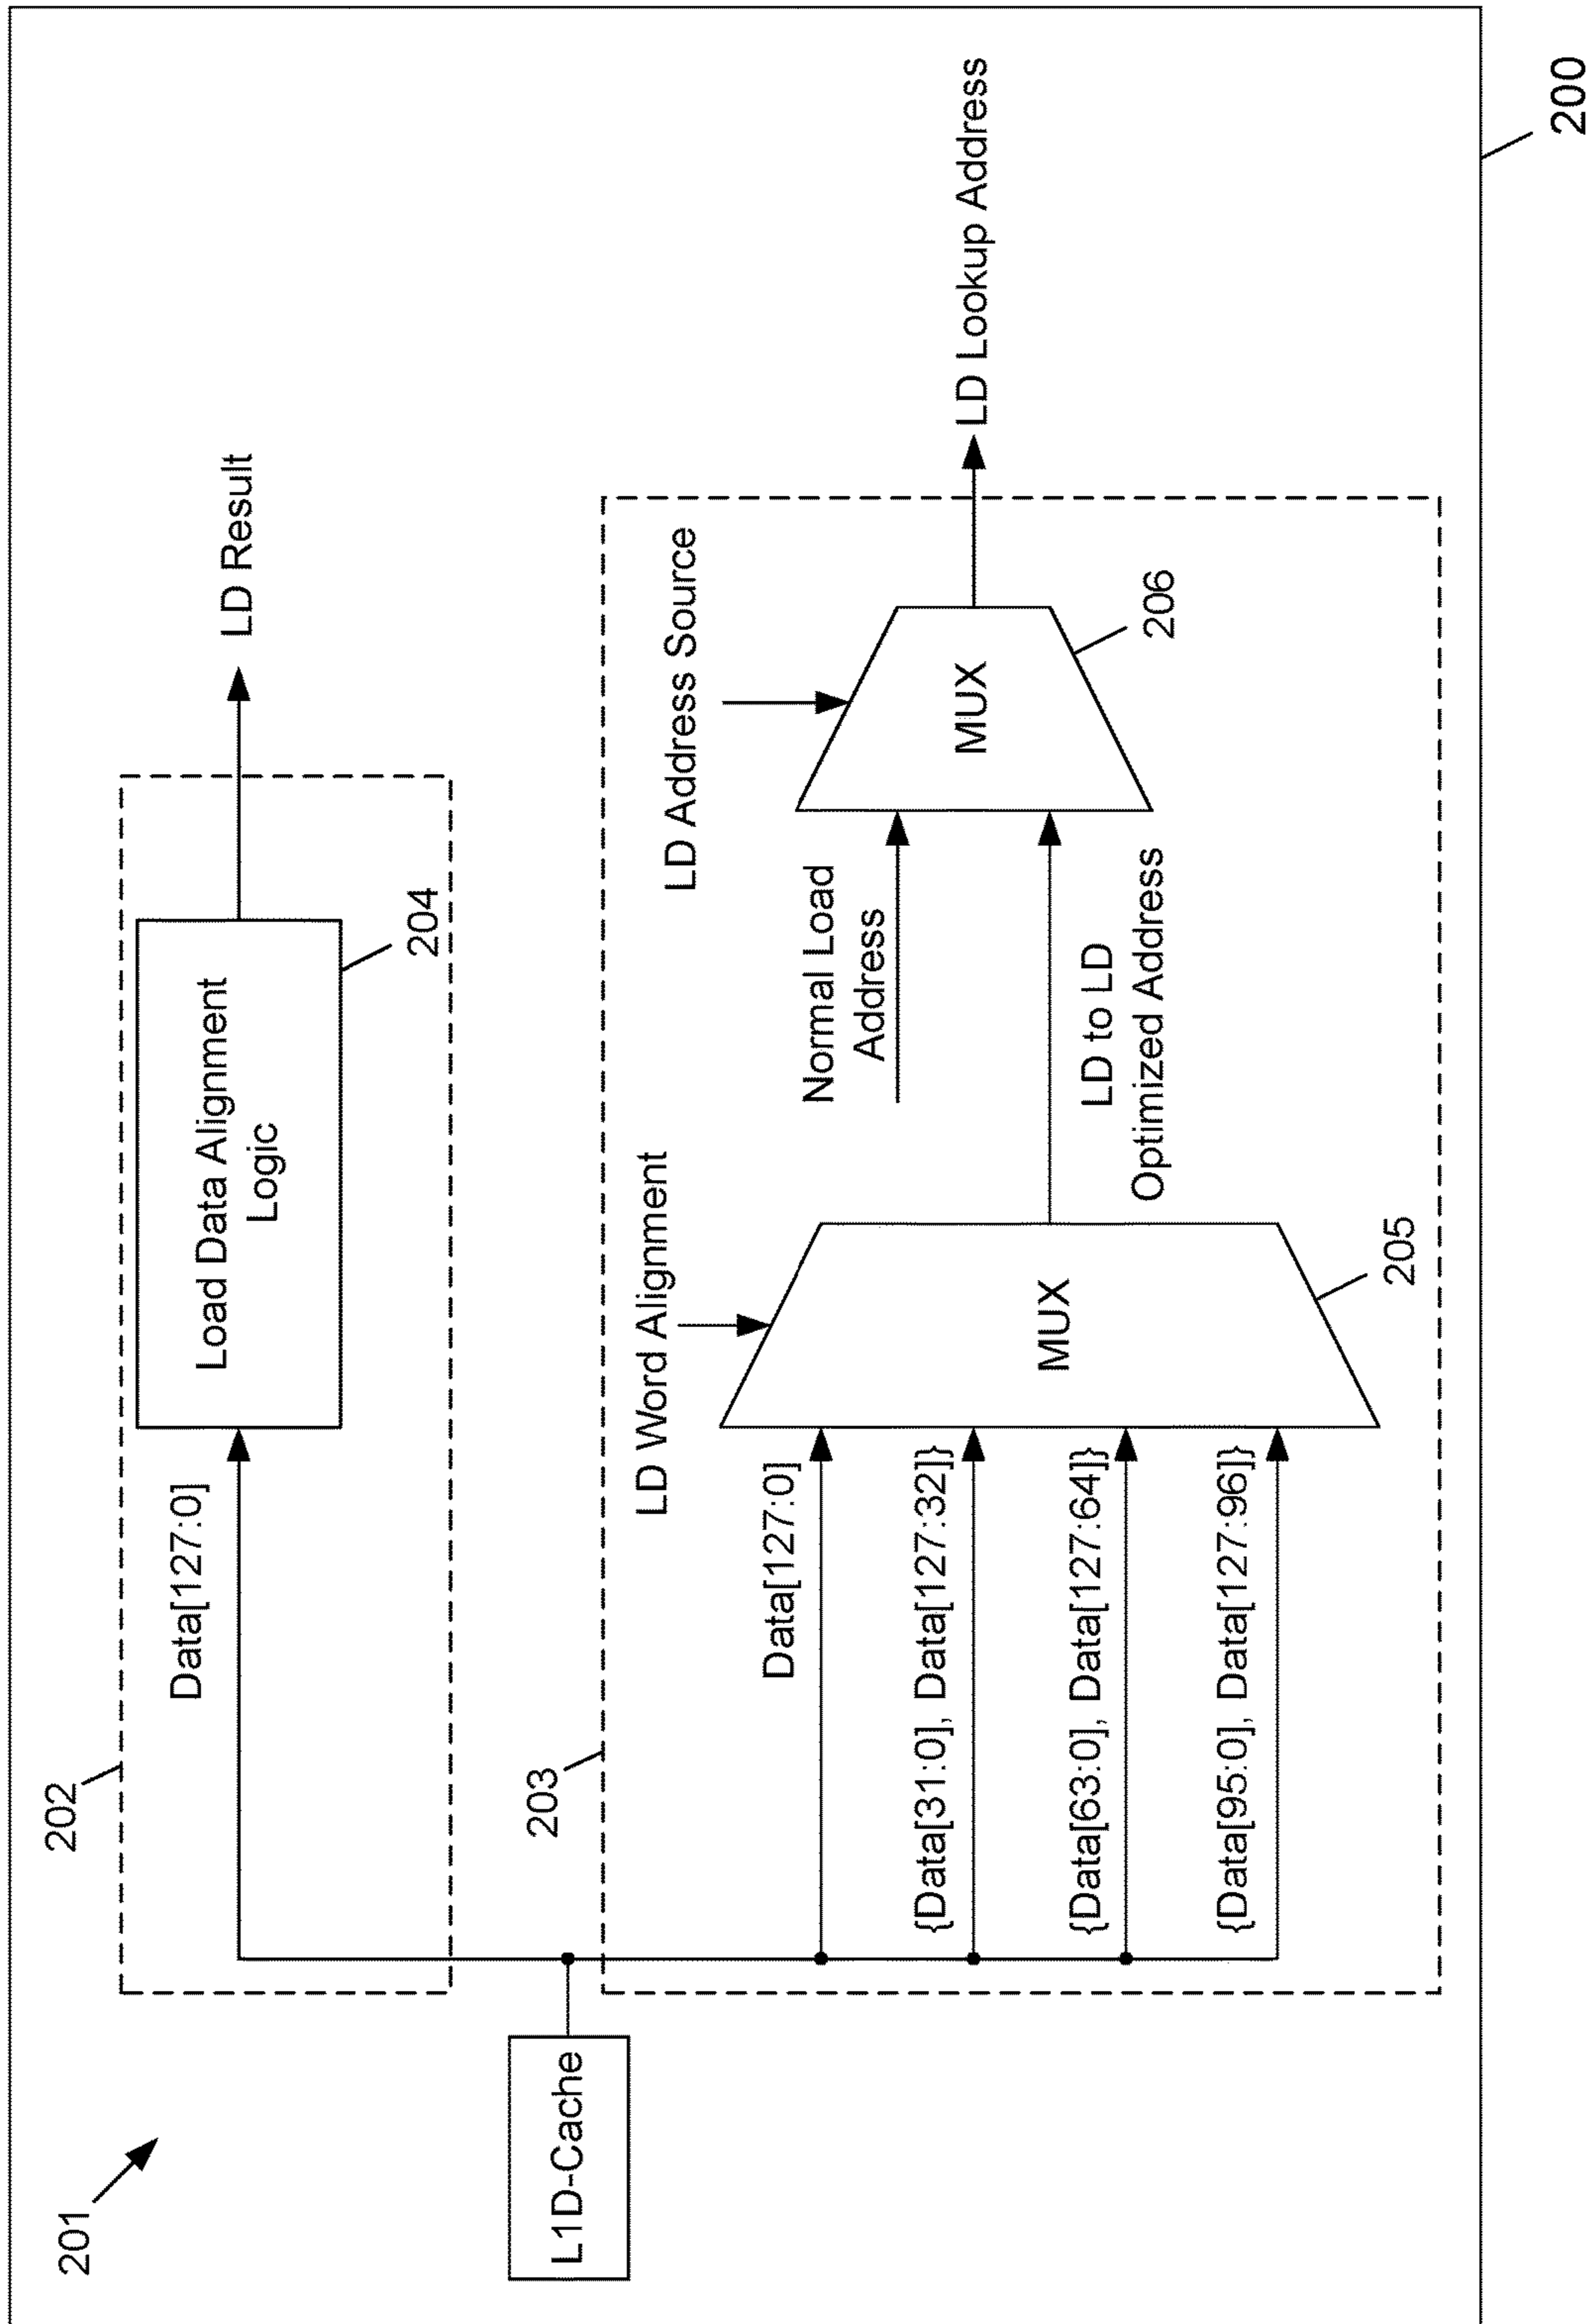 201
202
Data[127:0]
Load Data Alignment
Logic
204
LD Result
L1D-Cache
203
LD Word Alignment
LD Address Source
Data[127:0]
{Data[31:0], Data[127:32]}
{Data[63:0], Data[127:64]}
{Data[95:0], Data[127:96]}
MUX
205
Normal Load
Address
LD to LD
Optimized Address
MUX
206
LD Lookup Address
200